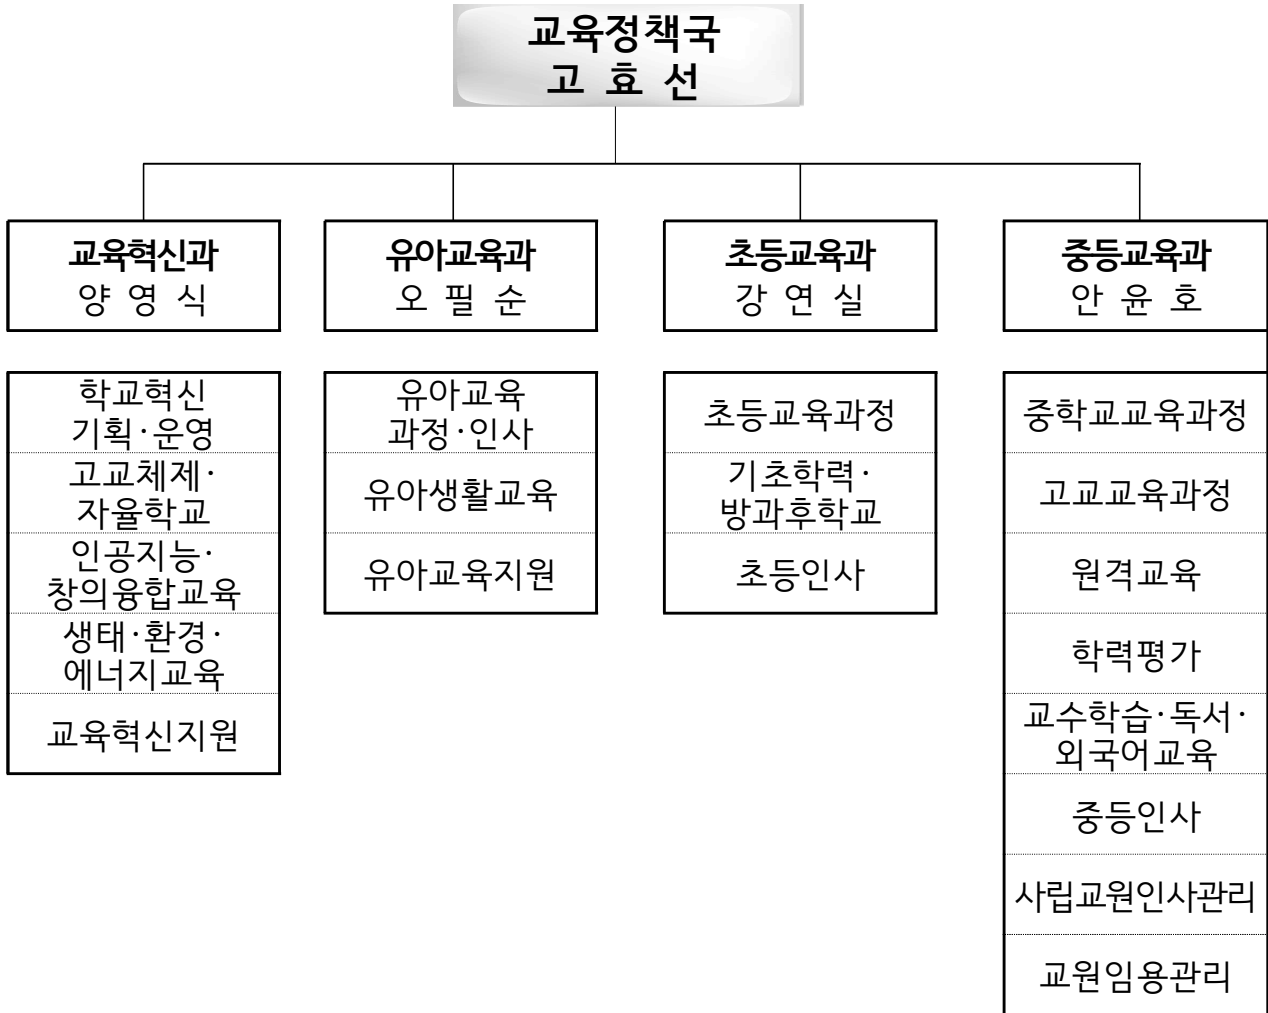 교육정책국
고 효 선
교육혁신과
양 영 식
유아교육과
오 필 순
초등교육과
강 연 실
중등교육과
안 윤 호
학교혁신
기획·운영
고교체제·
자율학교
인공지능·
창의융합교육
생태·환경·
에너지교육
교육혁신지원
유아교육
과정·인사
유아생활교육
유아교육지원
초등교육과정
기초학력·
방과후학교
초등인사
중학교교육과정
고교교육과정
원격교육
학력평가
교수학습·독서·
외국어교육
중등인사
사립교원인사관리
교원임용관리